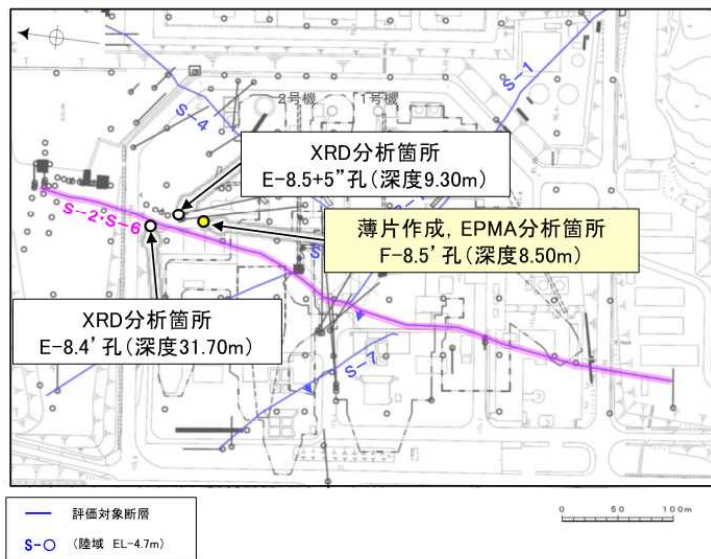 S-1
S-4
2号機
1号機
XRD分析箇所
E-8.5+5”孔(深度9.30m)
S-2・S-6
薄片作成, EPMA分析箇所
F-8.5’孔(深度8.50m)
XRD分析箇所
E-8.4’孔(深度31.70m)
S-7
評価対象断層
S-○ (陸域 EL-4.7m)
0 50 100m